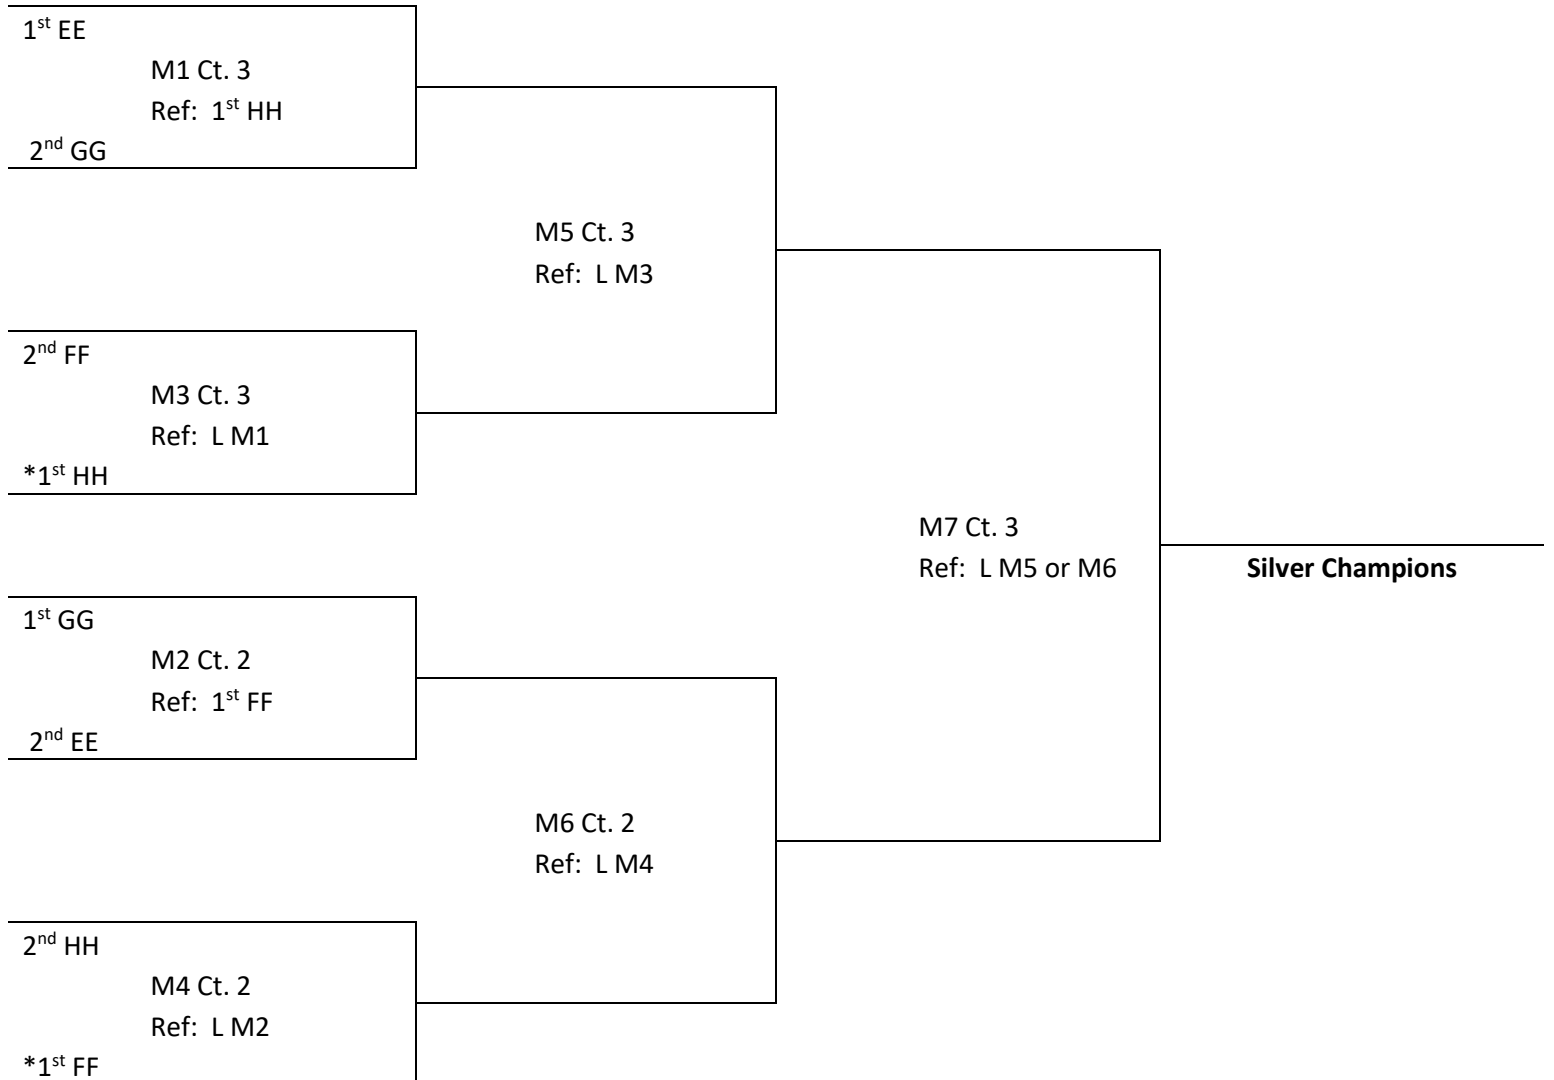 1st EE
M1 Ct. 3
Ref: 1st HH
2nd GG
M5 Ct. 3
Ref: L M3
2nd FF
M3 Ct. 3
Ref: L M1
*1st HH
M7 Ct. 3
Ref: L M5 or M6
Silver Champions
1st GG
M2 Ct. 2
Ref: 1st FF
2nd EE
M6 Ct. 2
Ref: L M4
2nd HH
M4 Ct. 2
Ref: L M2
*1st FF